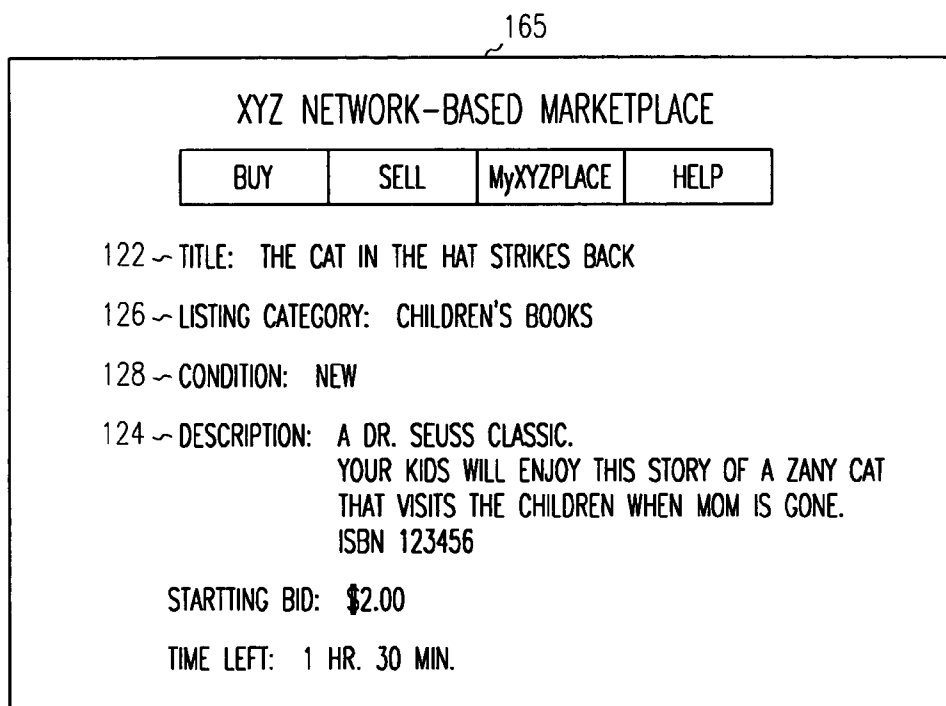 165
XYZ NETWORK-BASED MARKETPLACE
BUY SELL MyXYZPLACE HELP
122 TITLE: THE CAT IN THE HAT STRIKES BACK
126 LISTING CATEGORY: CHILDREN'S BOOKS
128 CONDITION: NEW
124 DESCRIPTION: A DR. SEUSS CLASSIC.
YOUR KIDS WILL ENJOY THIS STORY OF A ZANY CAT
THAT VISITS THE CHILDREN WHEN MOM IS GONE.
ISBN 123456
STARTTING BID: $2.00
TIME LEFT: 1 HR. 30 MIN.